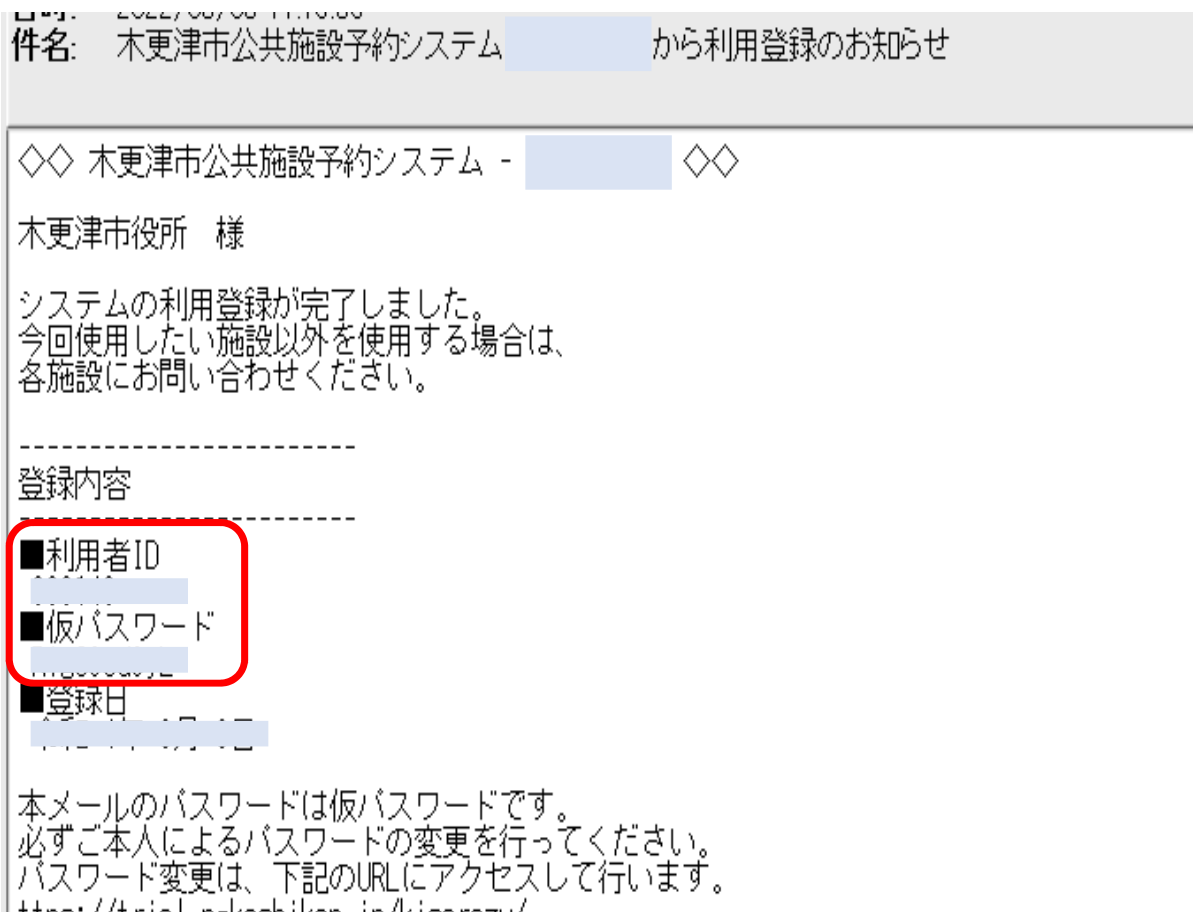 件名: 木更津市公共施設予約システム から利用登録のお知らせ
◇◇ 木更津市公共施設予約システム - ◇◇
木更津市役所 様
システムの利用登録が完了しました。
今回使用したい施設以外を使用する場合は、
各施設にお問い合わせください。
------------------------
登録内容
------------------------
■利用者ID
■仮パスワード
■登録日
本メールのパスワードは仮パスワードです。
必ずご本人によるパスワードの変更を行ってください。
パスワード変更は、下記のURLにアクセスして行います。